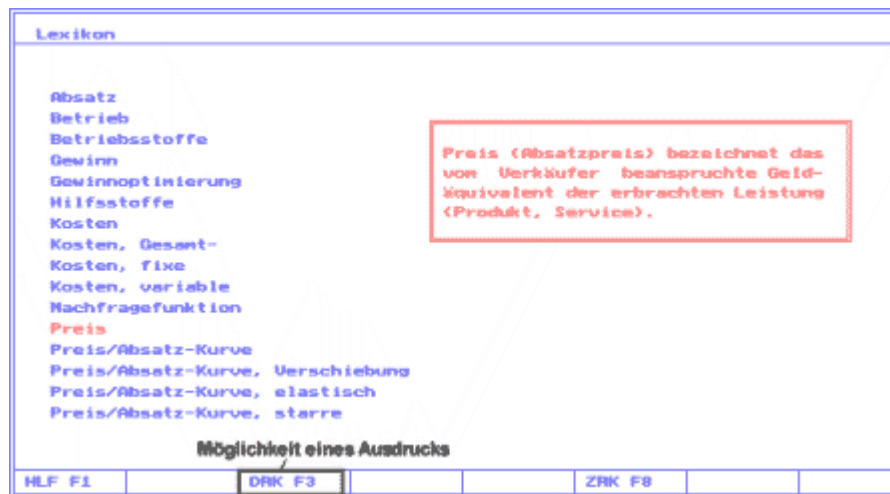 Lexikon
Absatz
Betrieb
Betriebsstoffe
Gewinn
Gewinnoptimierung
Hilfsstoffe
Kosten
Kosten, Gesamt-
Kosten, fixe
Kosten, variable
Nachfragefunktion
Preis
Preis/Absatz-Kurve
Preis/Absatz-Kurve, Verschiebung
Preis/Absatz-Kurve, elastisch
Preis/Absatz-Kurve, starre
Preis (Absatzpreis) bezeichnet das
vom Verkäufer beanspruchte Geld-
äquivalent der erbrachten Leistung
(Produkt, Service).
Möglichkeit eines Ausdrucks
HLF F1 DRK F3 ZRK F8